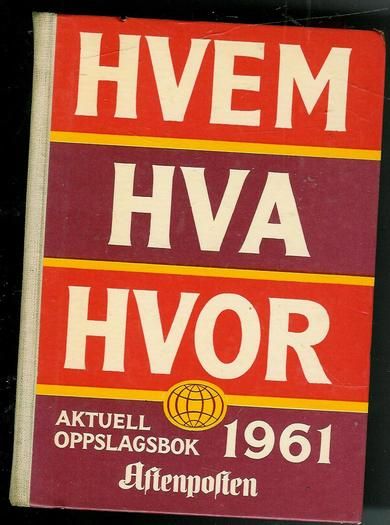 HVEM
HVA
HVOR
AKTUELL
OPPSLAGSBOK 1961
Aftenposten